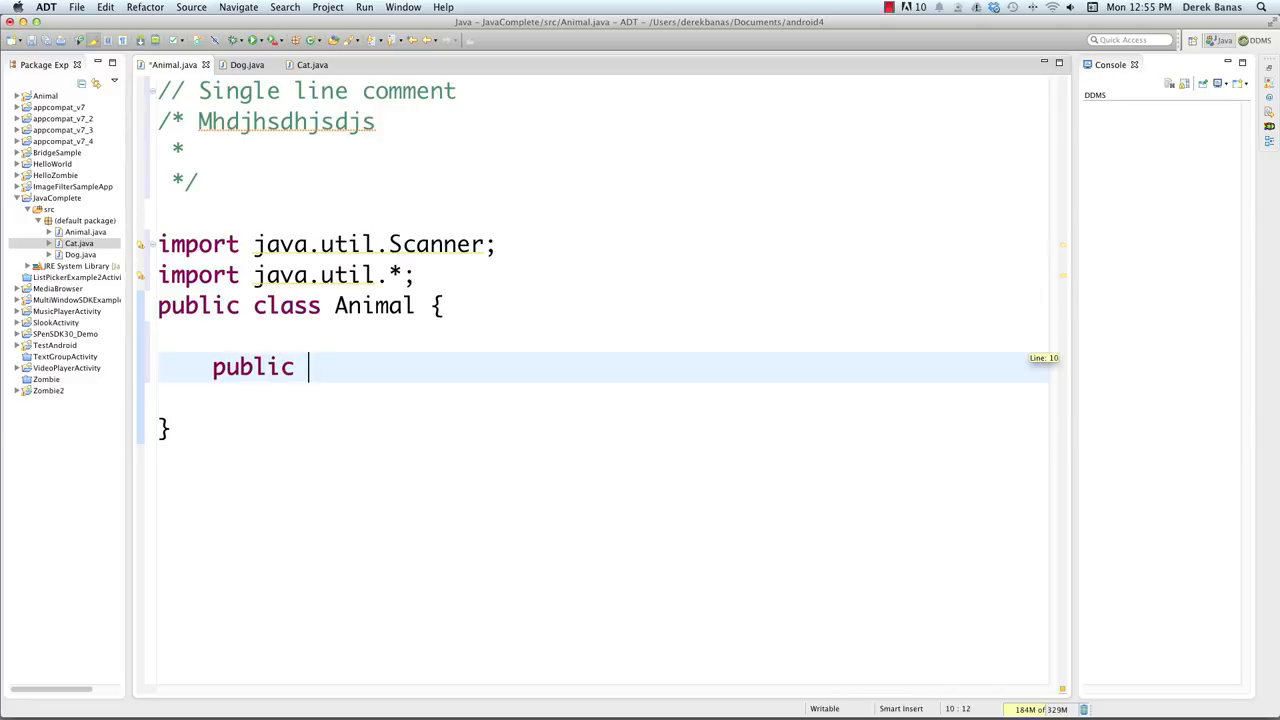 ADT File Edit Refactor Source Navigate Search Project Run Window Help 10 Mon 12:55 PM Derek Banas
Java - JavaComplete/src/Animal.java - ADT - /Users/derekbanas/Documents/android4
Quick Access Java DDMS
Package Exp
*Animal.java Dog.java Cat.java
Console
DDMS
Animal
appcompat_v7
appcompat_v7_2
appcompat_v7_3
appcompat_v7_4
BridgeSample
HelloWorld
HelloZombie
ImageFilterSampleApp
JavaComplete
src
(default package)
Animal.java
Cat.java
Dog.java
JRE System Library [Ja
ListPickerExample2Activi
MediaBrowser
MultiWindowSDKExample
MusicPlayerActivity
SlookActivity
SPenSDK30_Demo
TestAndroid
TextGroupActivity
VideoPlayerActivity
Zombie
Zombie2
// Single line comment
/* Mhdjhsdhjsdjs
*
*/
import java.util.Scanner;
import java.util.*;
public class Animal {
public
}
Line: 10
Writable Smart Insert 10 : 12 184M of 329M